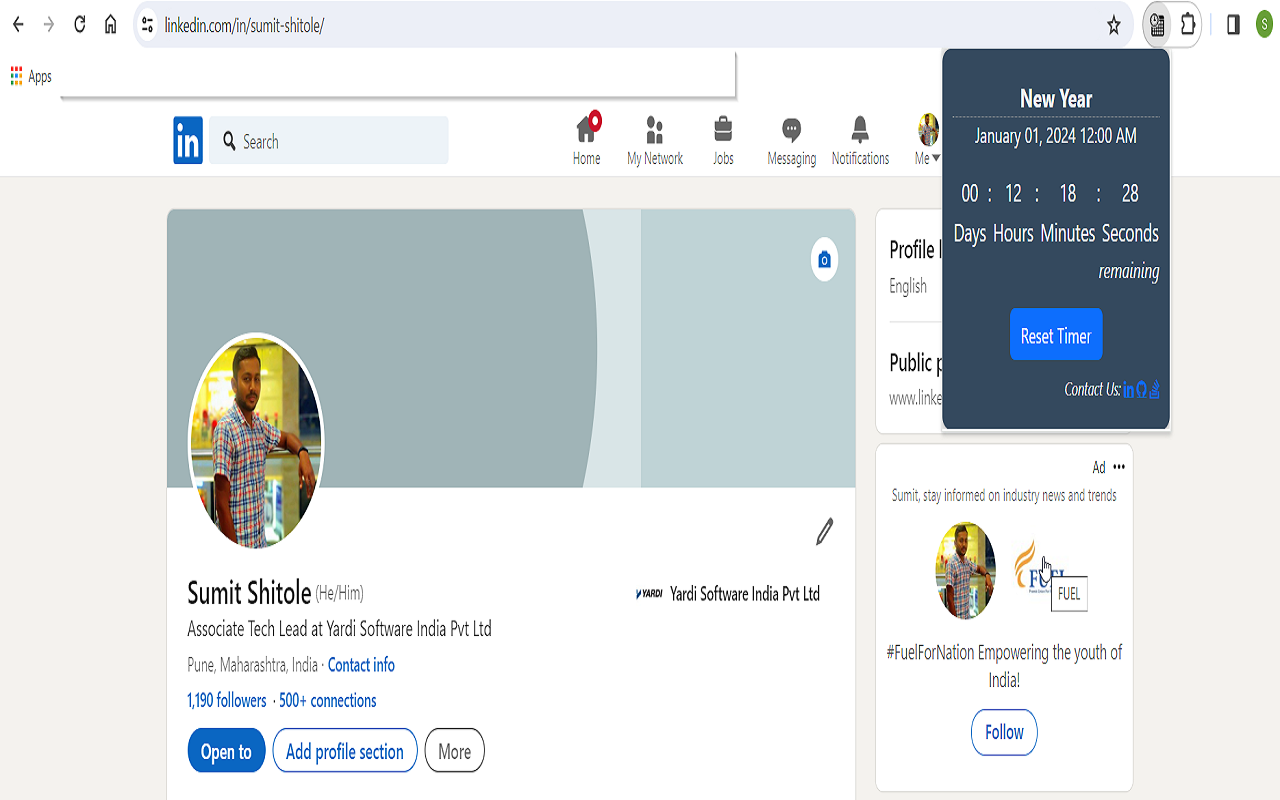 linkedin.com/in/sumit-shitole/
S
Apps
in
Search
Home
My Network
Jobs
Messaging
Notifications
Me
New Year
January 01, 2024 12:00 AM
00 : 12 : 18 : 28
Days Hours Minutes Seconds
remaining
Reset Timer
Contact Us: in
Profile l
English
Public p
www.linke
Ad
Sumit, stay informed on industry news and trends
FUEL
FUEL
#FuelForNation Empowering the youth of
India!
Follow
Sumit Shitole (He/Him)
YARDI Yardi Software India Pvt Ltd
Associate Tech Lead at Yardi Software India Pvt Ltd
Pune, Maharashtra, India · Contact info
1,190 followers · 500+ connections
Open to
Add profile section
More